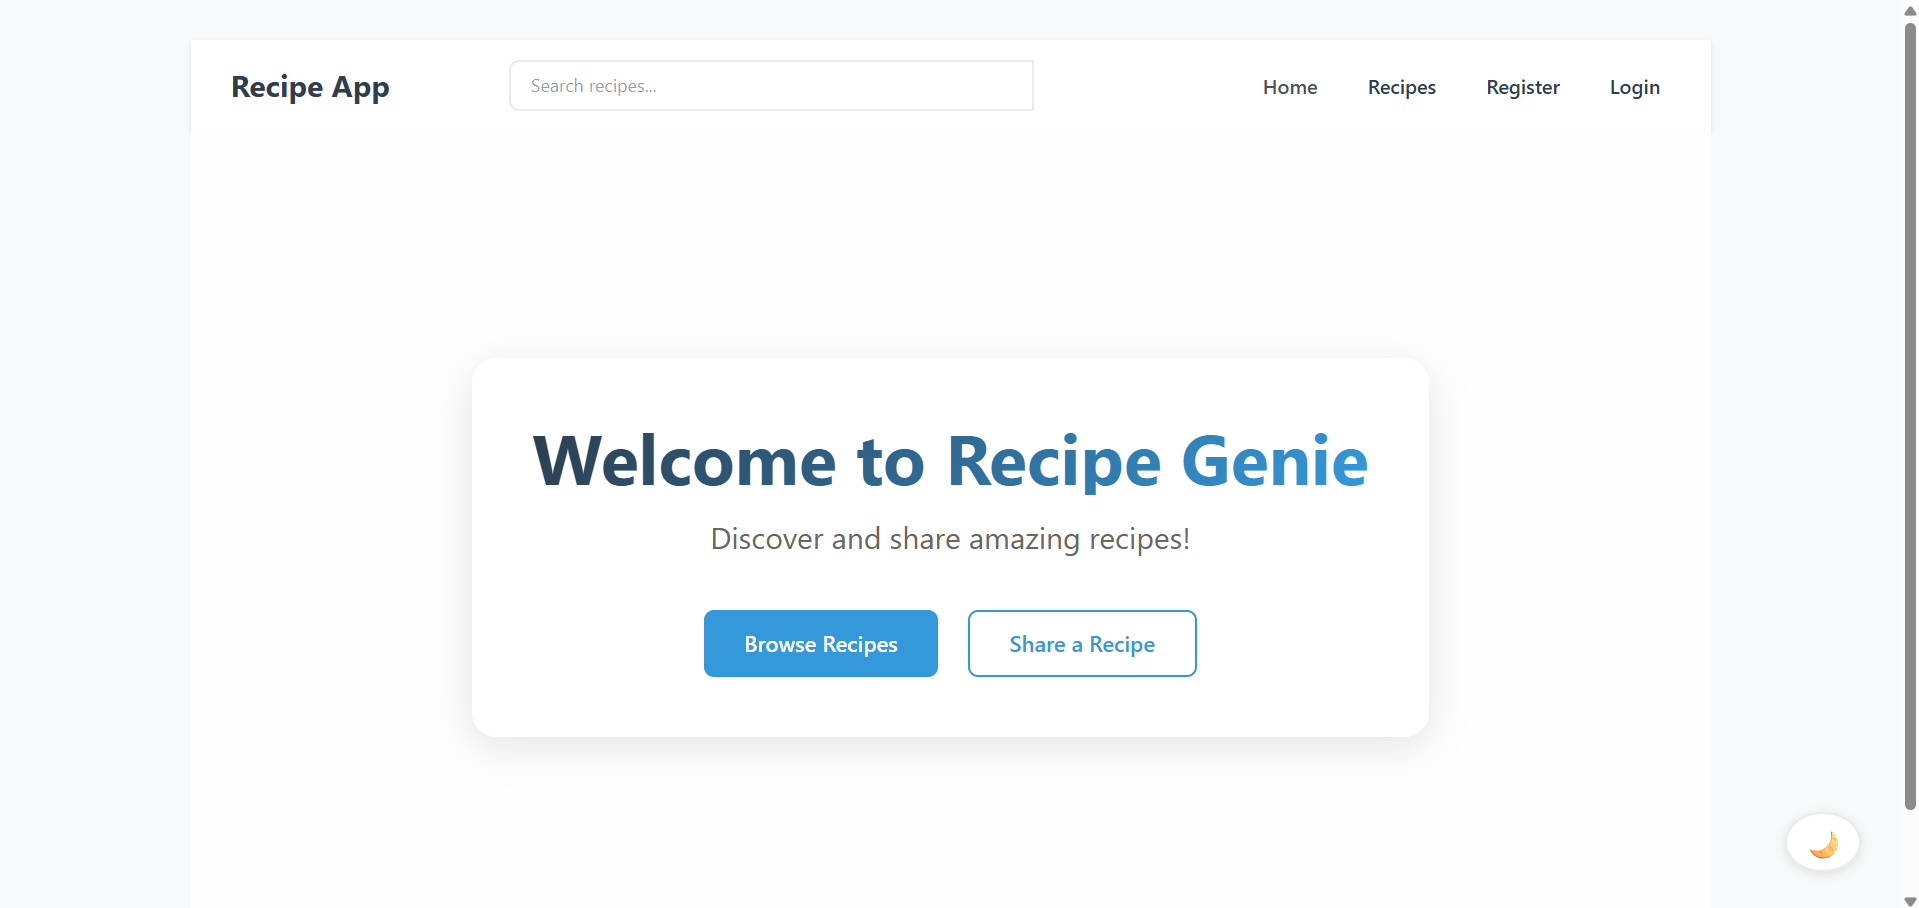 Recipe App
Search recipes...
Home
Recipes
Register
Login
Welcome to Recipe Genie
Discover and share amazing recipes!
Browse Recipes
Share a Recipe